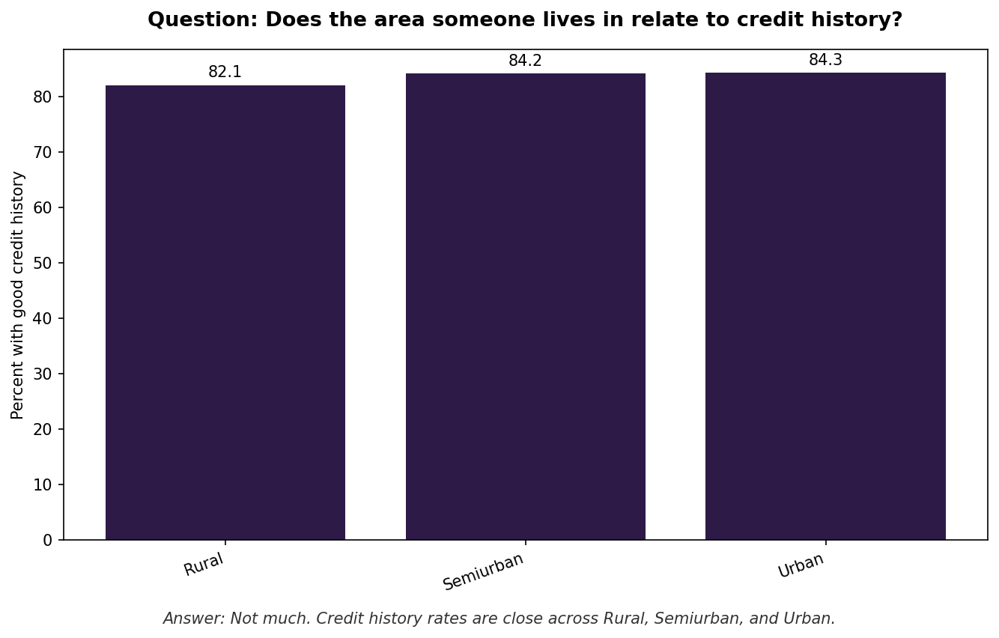 Question: Does the area someone lives in relate to credit history?
82.1
84.2
84.3
Percent with good credit history
80
70
60
50
40
30
20
10
0
Rural
Semiurban
Urban
Answer: Not much. Credit history rates are close across Rural, Semiurban, and Urban.